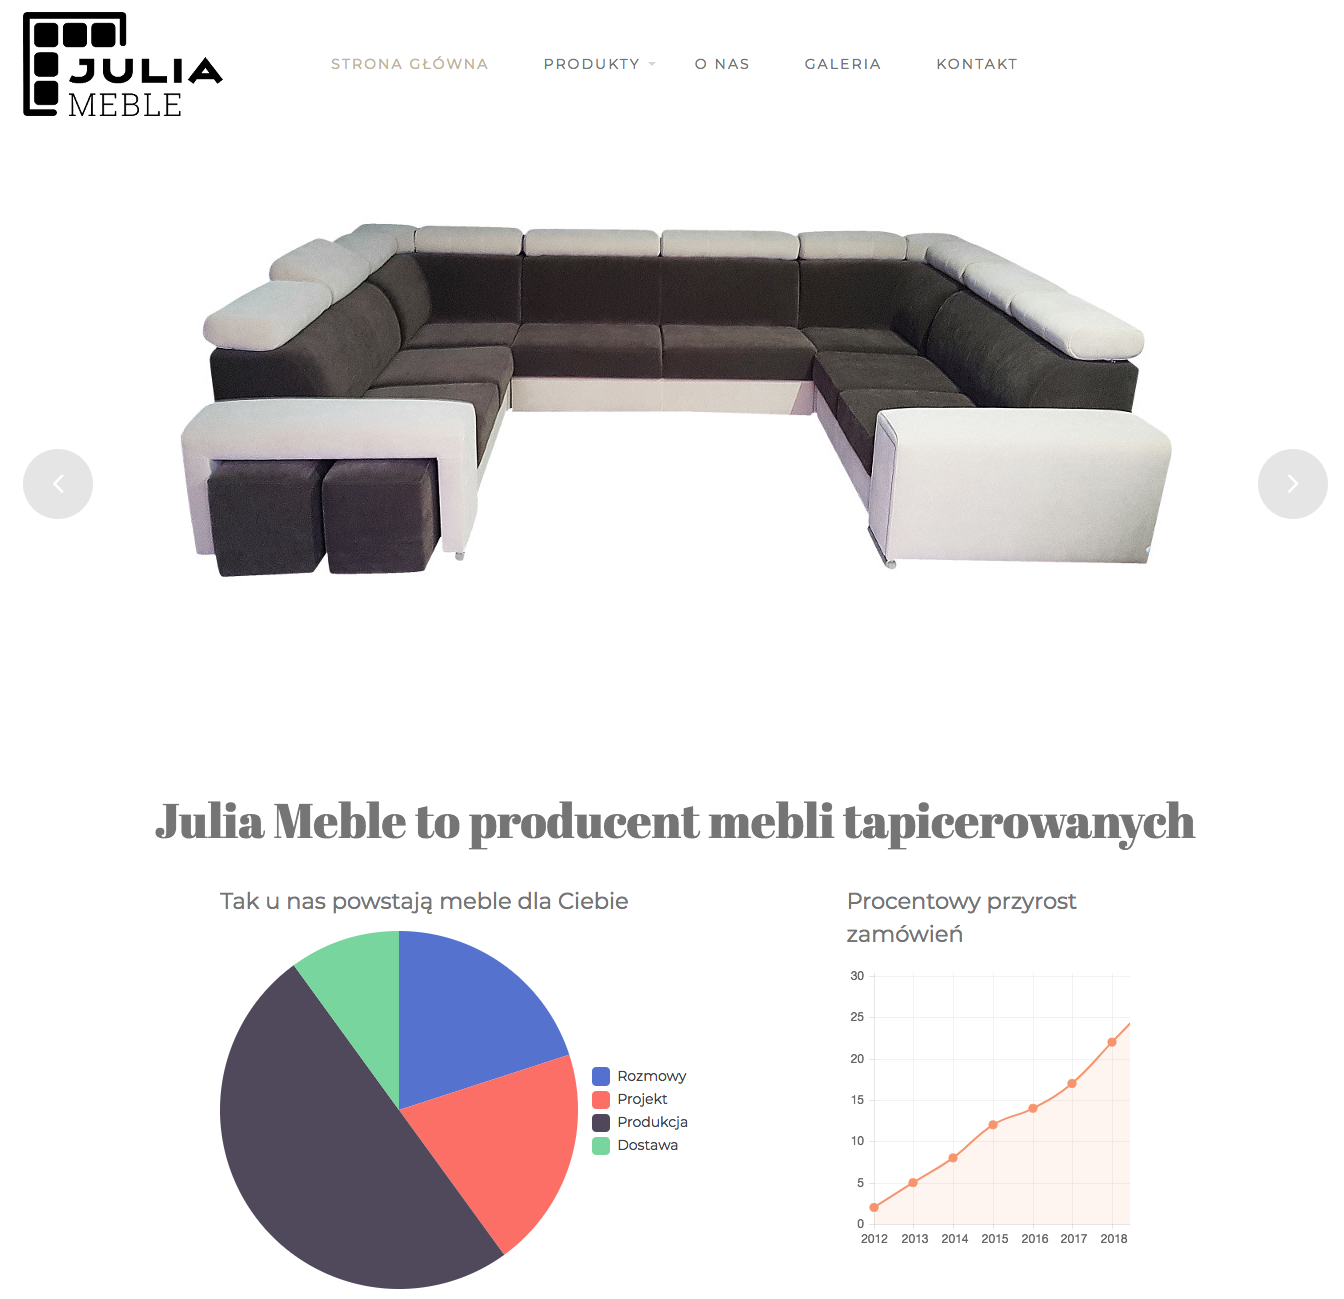 JULIA
MEBLE
STRONA GŁÓWNA
PRODUKTY
O NAS
GALERIA
KONTAKT
Julia Meble to producent mebli tapicerowanych
Tak u nas powstają meble dla Ciebie
Rozmowy
Projekt
Produkcja
Dostawa
Procentowy przyrost
zamówień
30
25
20
15
10
5
0
2012 2013 2014 2015 2016 2017 2018